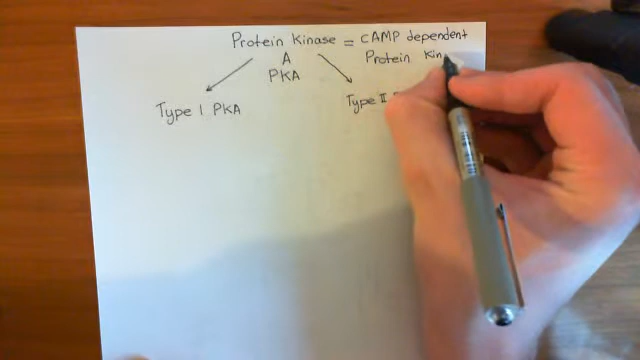 Protein Kinase = cAMP dependent
A Protein Kin
PKA
Type I PKA Type II